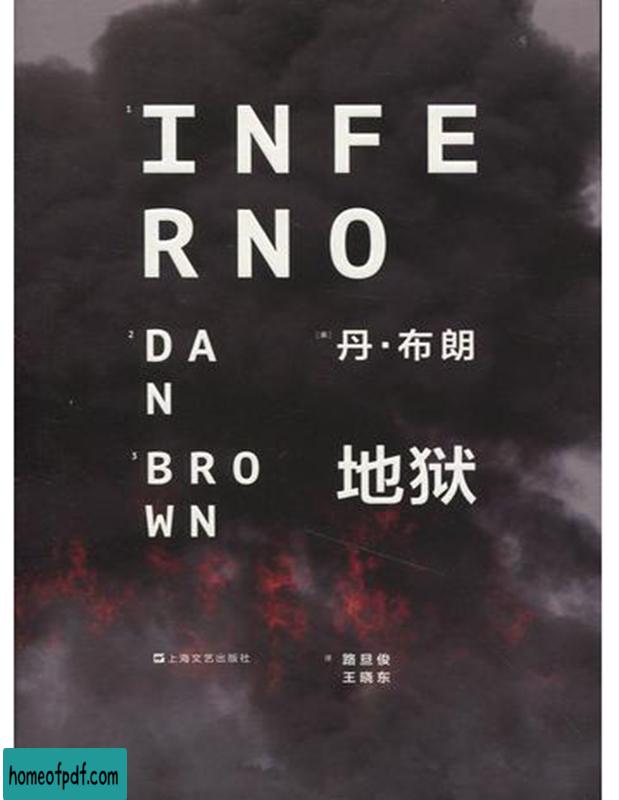 1
INFE
RNO
2
DA
N
[美]
丹·布朗
3
BRO
WN
地狱
上海文艺出版社
译
路旦俊
王晓东
homeofpdf.com